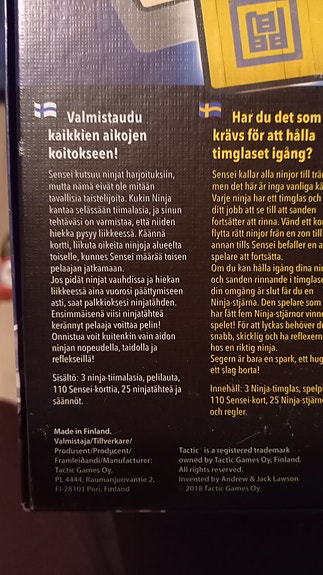 Valmistaudu
kaikkien aikojen
koitokseen!
Sensei kutsuu ninjat harjoituksiin,
mutta nämä eivät ole mitään
tavallisia taistelijoita. Kukin Ninja
kantaa selässään tiimalasia, ja sinun
tehtäväsi on varmistaa, että niiden
hiekka pysyy liikkeessä. Käännä
kortti, liikuta oikeita ninjoja alueelta
toiselle, kunnes Sensei määrää toisen
pelaajan jatkamaan.
Jos pidät ninjat vauhdissa ja hiekan
liikkeessä aina vuorosi päättymiseen
asti, saat palkkioksesi ninjatähden.
Ensimmäisenä viisi ninjatähteä
kerännyt pelaaja voittaa pelin!
Onnistua voit kuitenkin vain aidon
ninjan nopeudella, taidolla ja
reflekseillä!
Sisältö: 3 ninja-tiimalasia, pelilauta,
110 Sensei-korttia, 25 ninjatähteä ja
säännöt.
Har du det som
krävs för att hålla
timglaset igång?
Sensei kallar alla ninjor till
men det här är inga vanliga
Varje ninja har ett timglas och
ditt jobb att se till att sanden
fortsätter att rinna. Vänd ett
flytta rätt ninjor från en zon till
annan tills Sensei befaller en
spelare att fortsätta.
Om du kan hålla igång dina
och sanden rinnande i timglaset
din omgång är slut får du en
Ninja-stjärna. Den spelare som
har fått fem Ninja-stjärnor
spelet! För att lyckas behöver du
snabb, skicklig och ha reflexer
hos en riktig ninja.
Segern är bara en spark, ett
ett slag borta!
Innehåll: 3 Ninja-timglas,
110 Sensei-kort, 25
och regler.
Made in Finland.
Valmistaja/Tillverkare/
Produsent/Producent/
Framleiðandi/Manufacturer:
Tactic Games Oy,
PL 4444, Raumanjuovantie 2,
FI-28101 Pori, Finland
Tactic is a registered trademark
owned by Tactic Games Oy, Finland.
All rights reserved.
Invented by Andrew & Jack Lawson
©2018 Tactic Games Oy